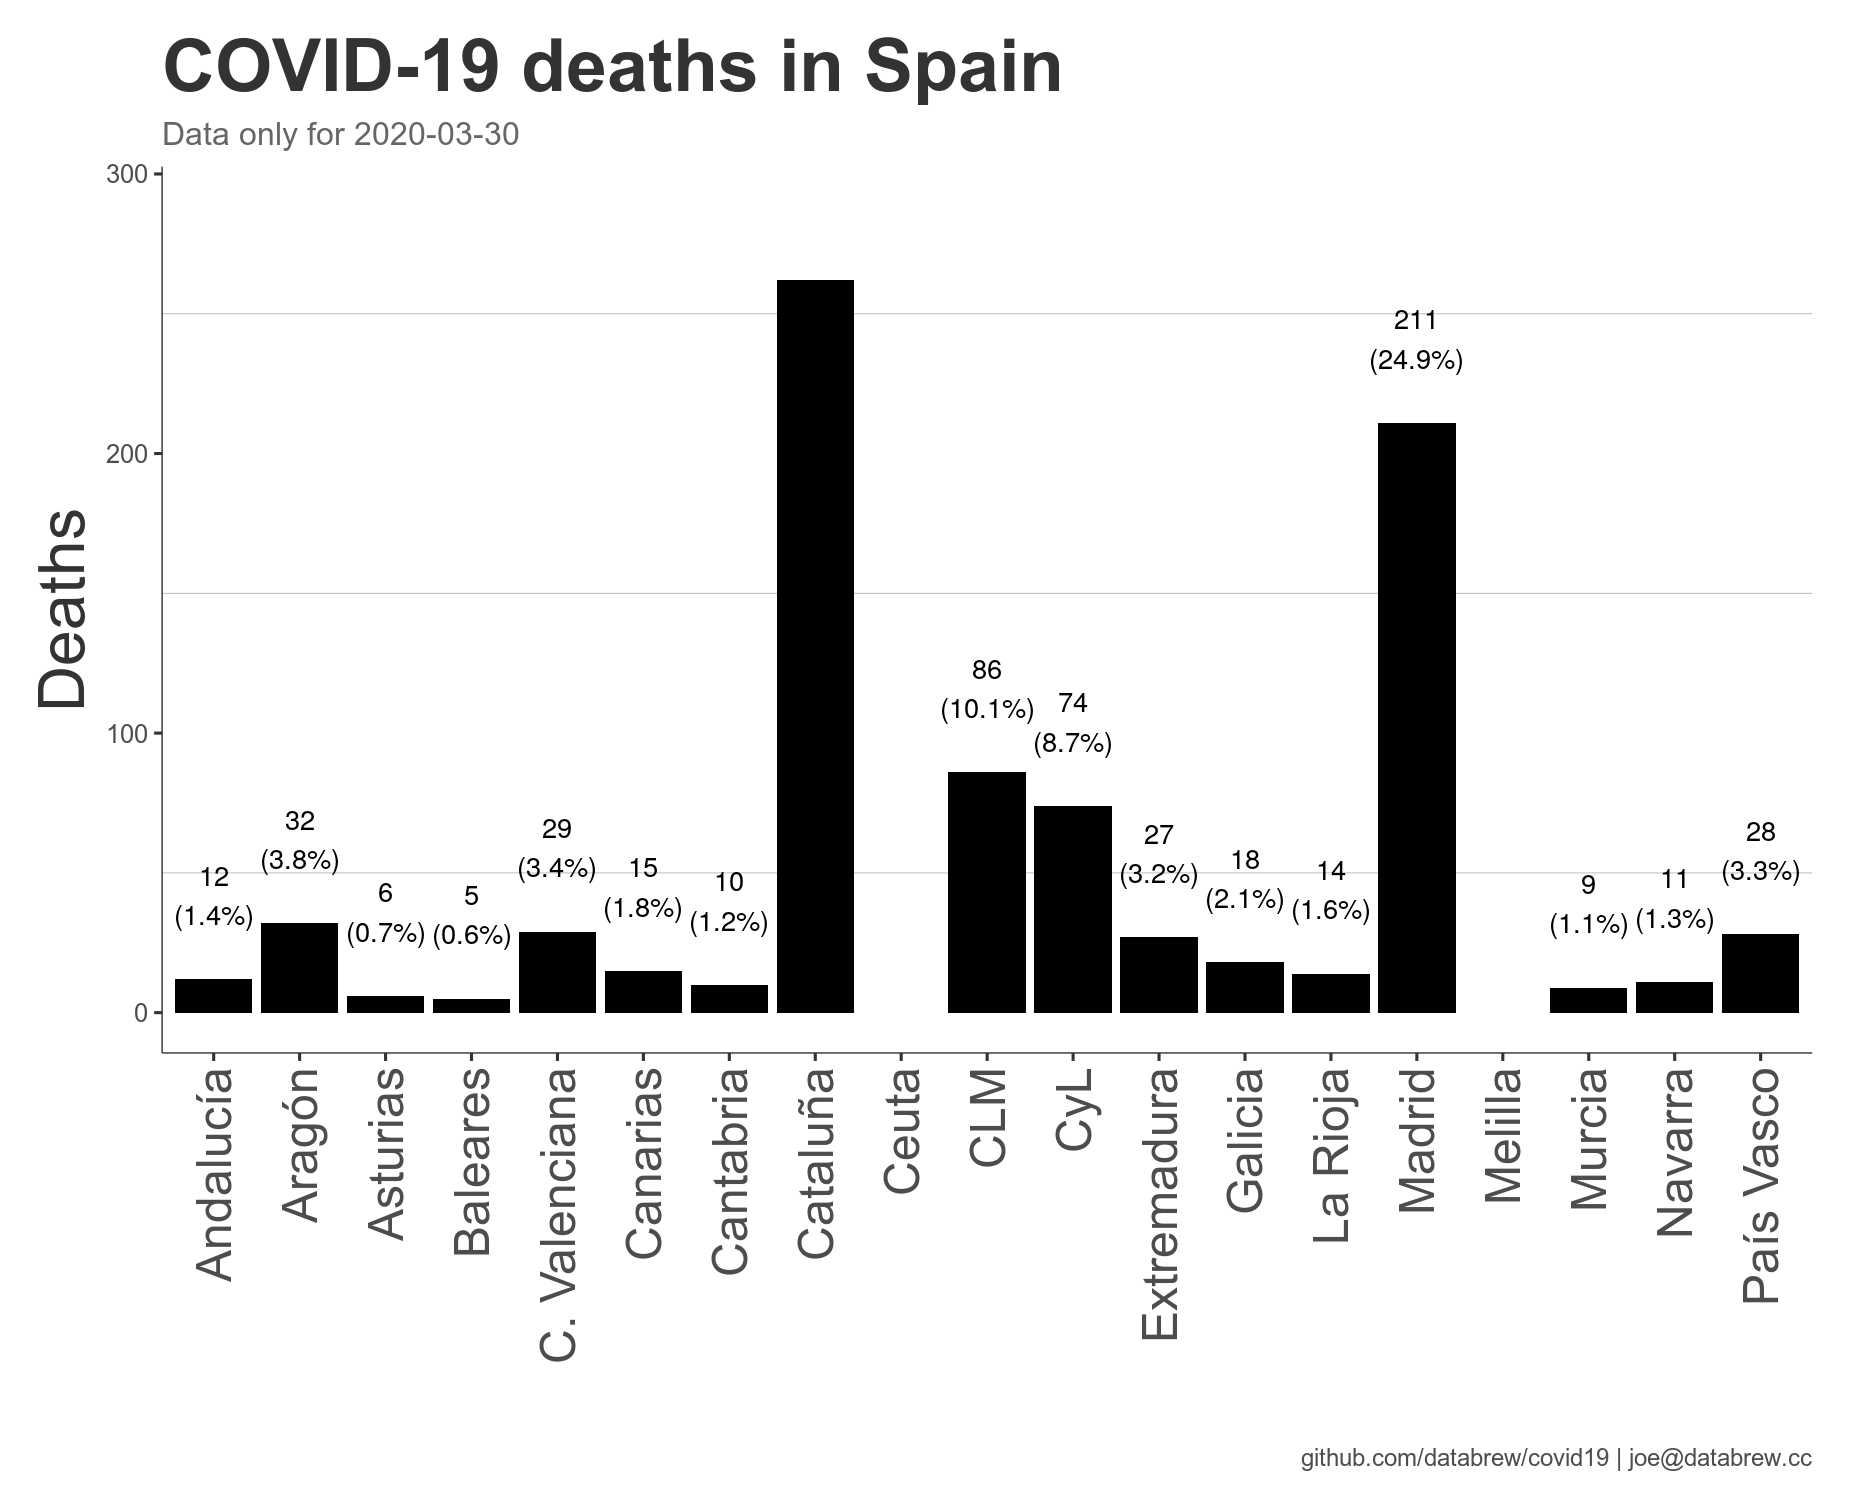 COVID-19 deaths in Spain
Data only for 2020-03-30
Deaths
300
200
100
0
12
(1.4%)
32
(3.8%)
6
(0.7%)
5
(0.6%)
29
(3.4%)
15
(1.8%)
10
(1.2%)
86
(10.1%)
74
(8.7%)
27
(3.2%)
18
(2.1%)
14
(1.6%)
211
(24.9%)
9
(1.1%)
11
(1.3%)
28
(3.3%)
Andalucía
Aragón
Asturias
Baleares
C. Valenciana
Canarias
Cantabria
Cataluña
Ceuta
CLM
CyL
Extremadura
Galicia
La Rioja
Madrid
Melilla
Murcia
Navarra
País Vasco
github.com/databrew/covid19 | joe@databrew.cc